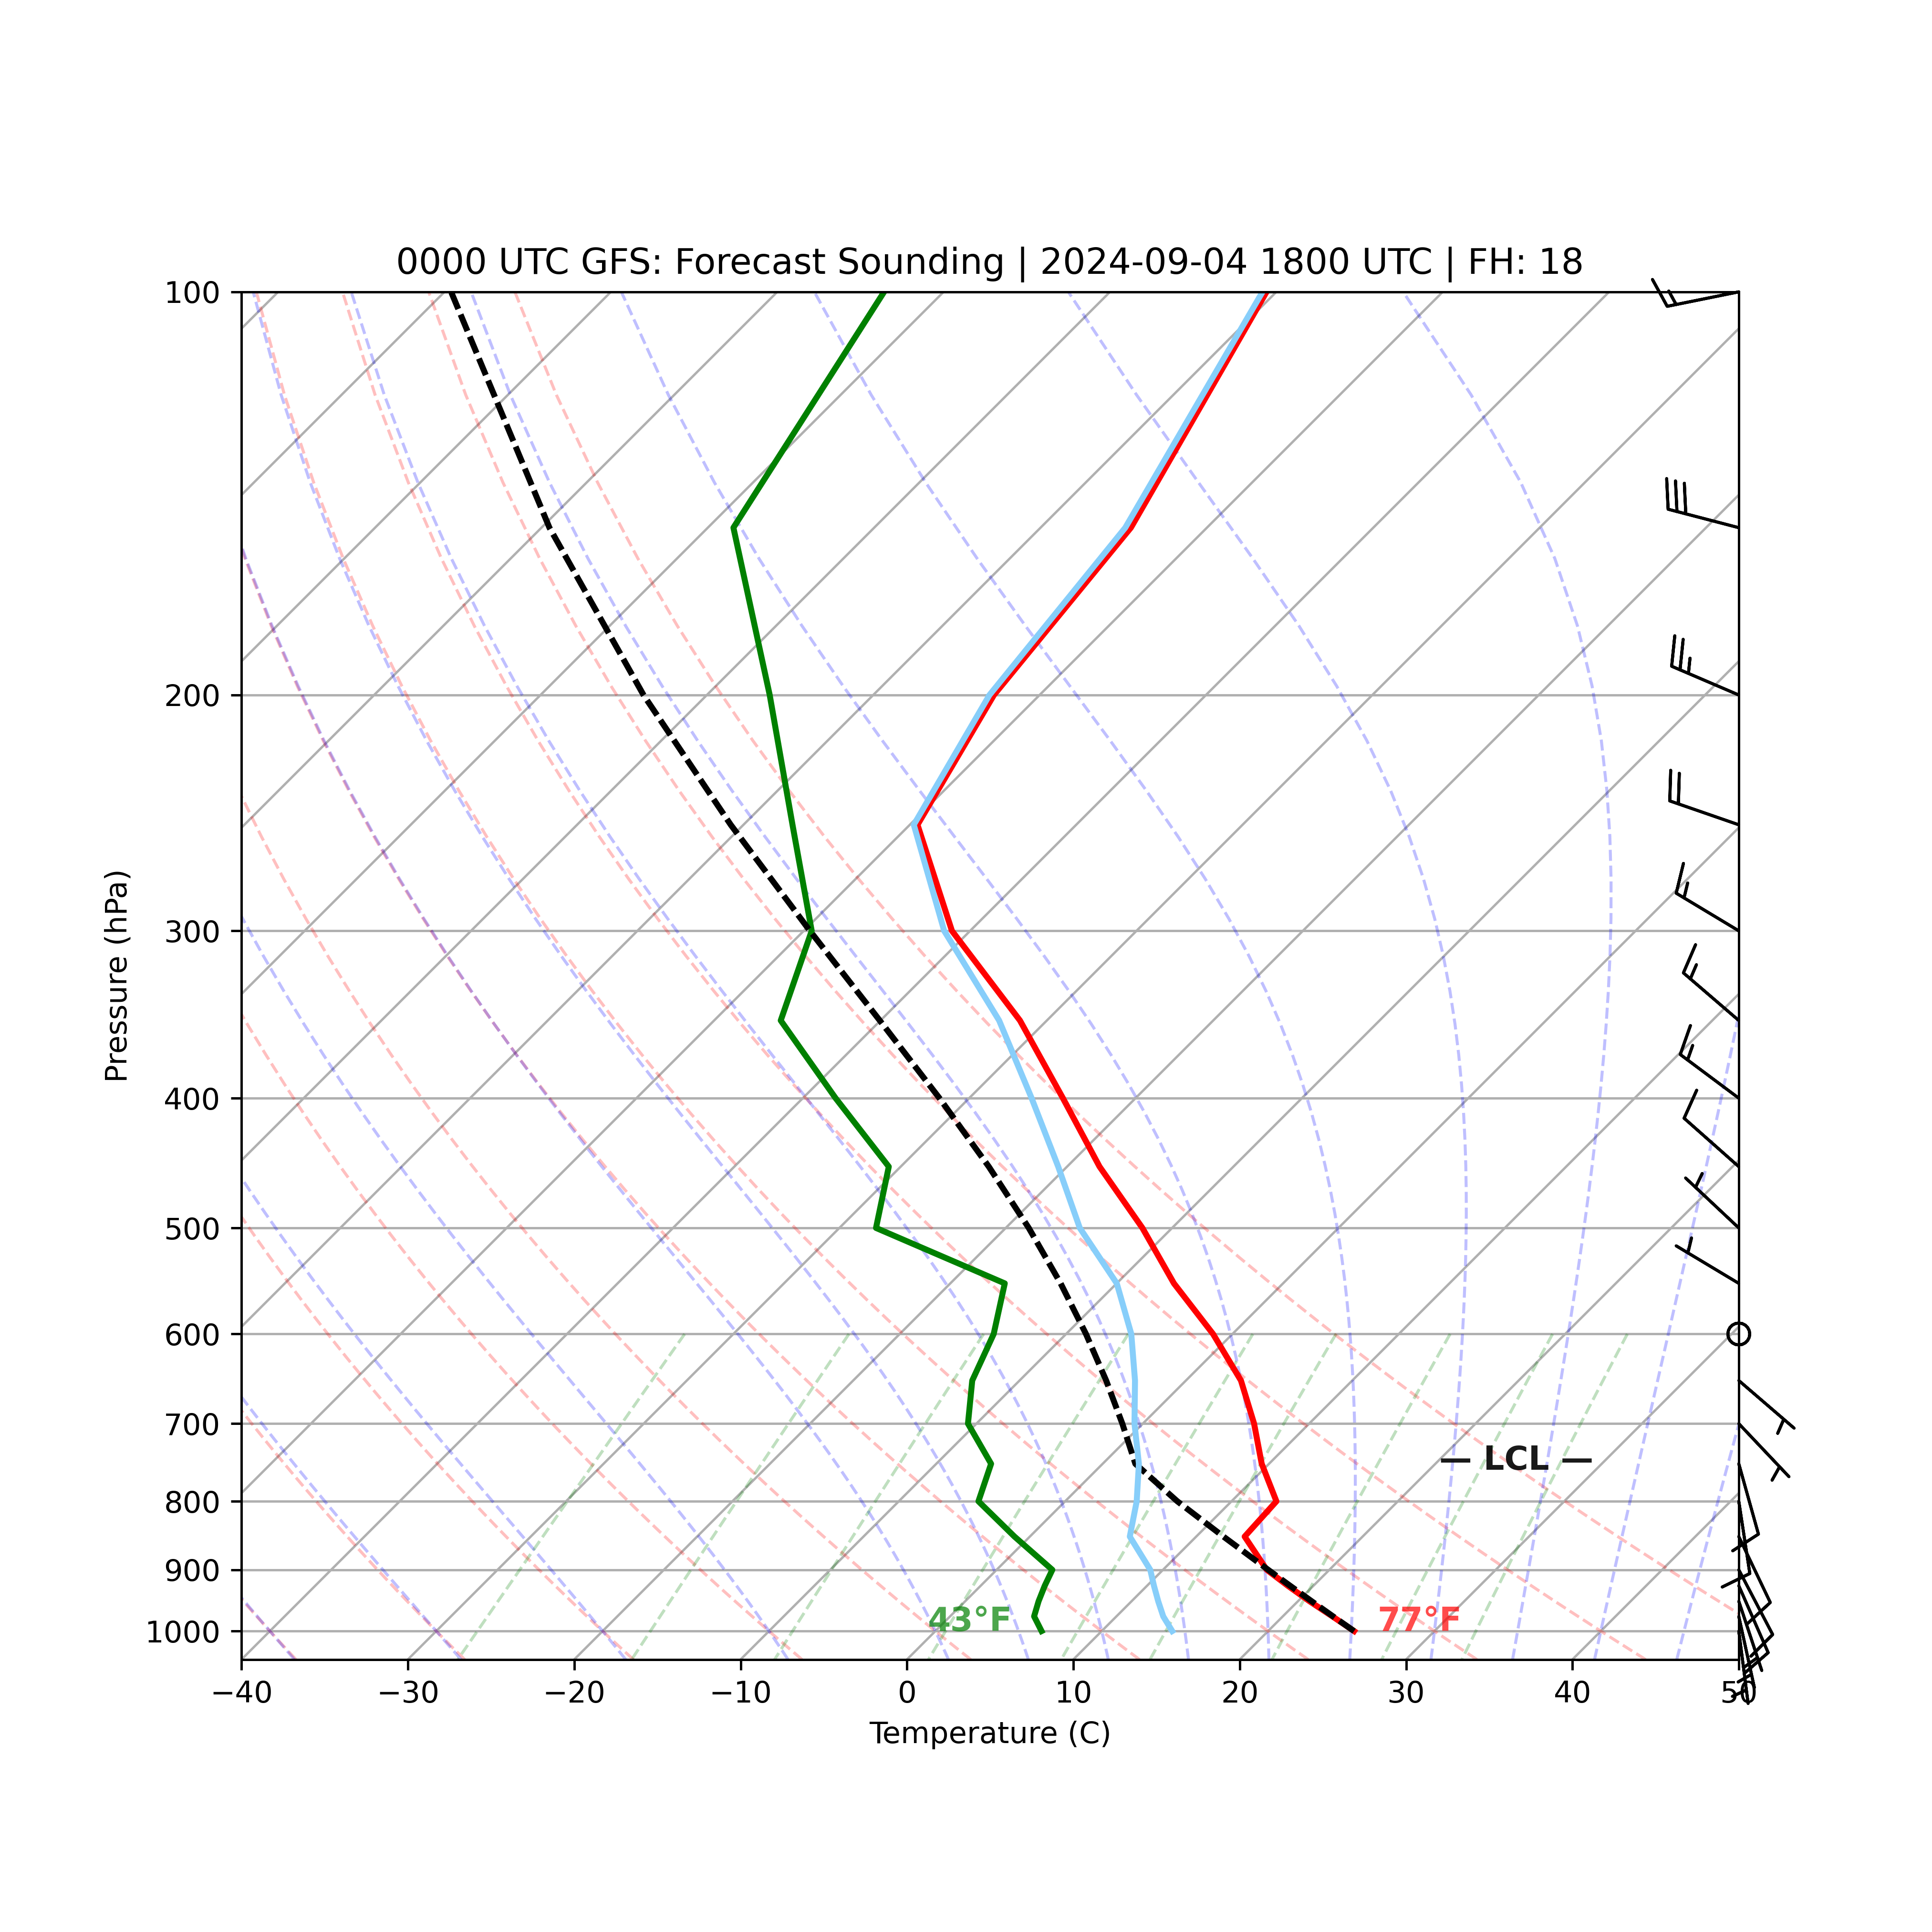 0000 UTC GFS: Forecast Sounding | 2024-09-04 1800 UTC | FH: 18
100
200
300
400
500
600
700
800
900
1000
Pressure (hPa)
— LCL —
43°F
77°F
−40 −30 −20 −10 0 10 20 30 40 50
Temperature (C)